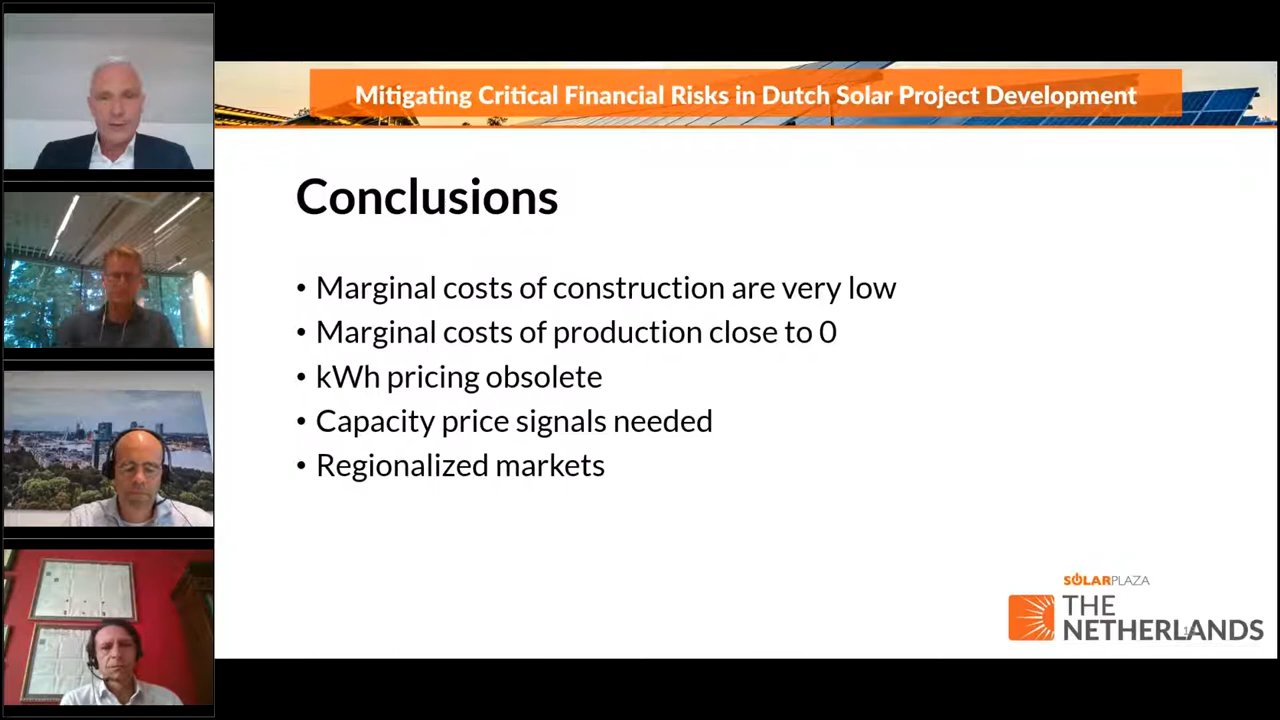 Mitigating Critical Financial Risks in Dutch Solar Project Development
Conclusions
• Marginal costs of construction are very low
• Marginal costs of production close to 0
• kWh pricing obsolete
• Capacity price signals needed
• Regionalized markets
SOLARPLAZA
THE
NETHERLANDS